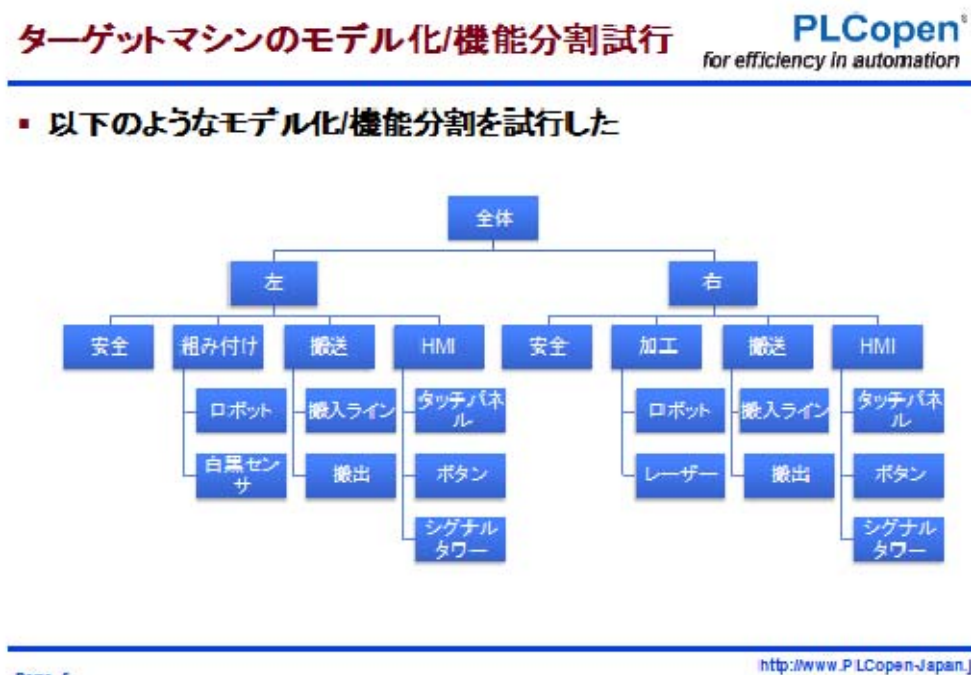 ターゲットマシンのモデル化/機能分割試行
PLCopen®
for efficiency in automation
▪ 以下のようなモデル化/機能分割を試行した
全体
左
右
安全
組み付け
搬送
HMI
安全
加工
搬送
HMI
ロボット
搬入ライン
タッチパネ
ル
ロボット
搬入ライン
タッチパネ
ル
白黒セン
サ
搬出
ボタン
レーザー
搬出
ボタン
シグナル
タワー
シグナル
タワー
http://www.PLCopen-Japan.j